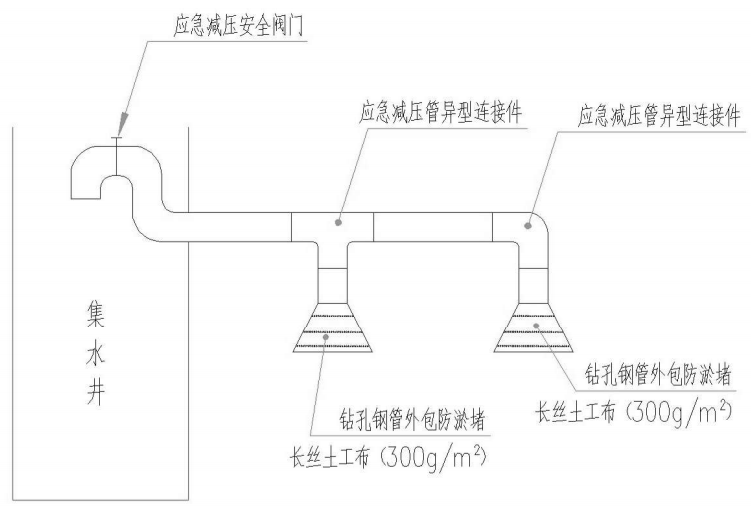 应急减压安全阀门
应急减压管异型连接件
应急减压管异型连接件
集
水
井
钻孔钢管外包防淤堵
长丝土工布（300g/m²）
钻孔钢管外包防淤堵
长丝土工布（300g/m²）